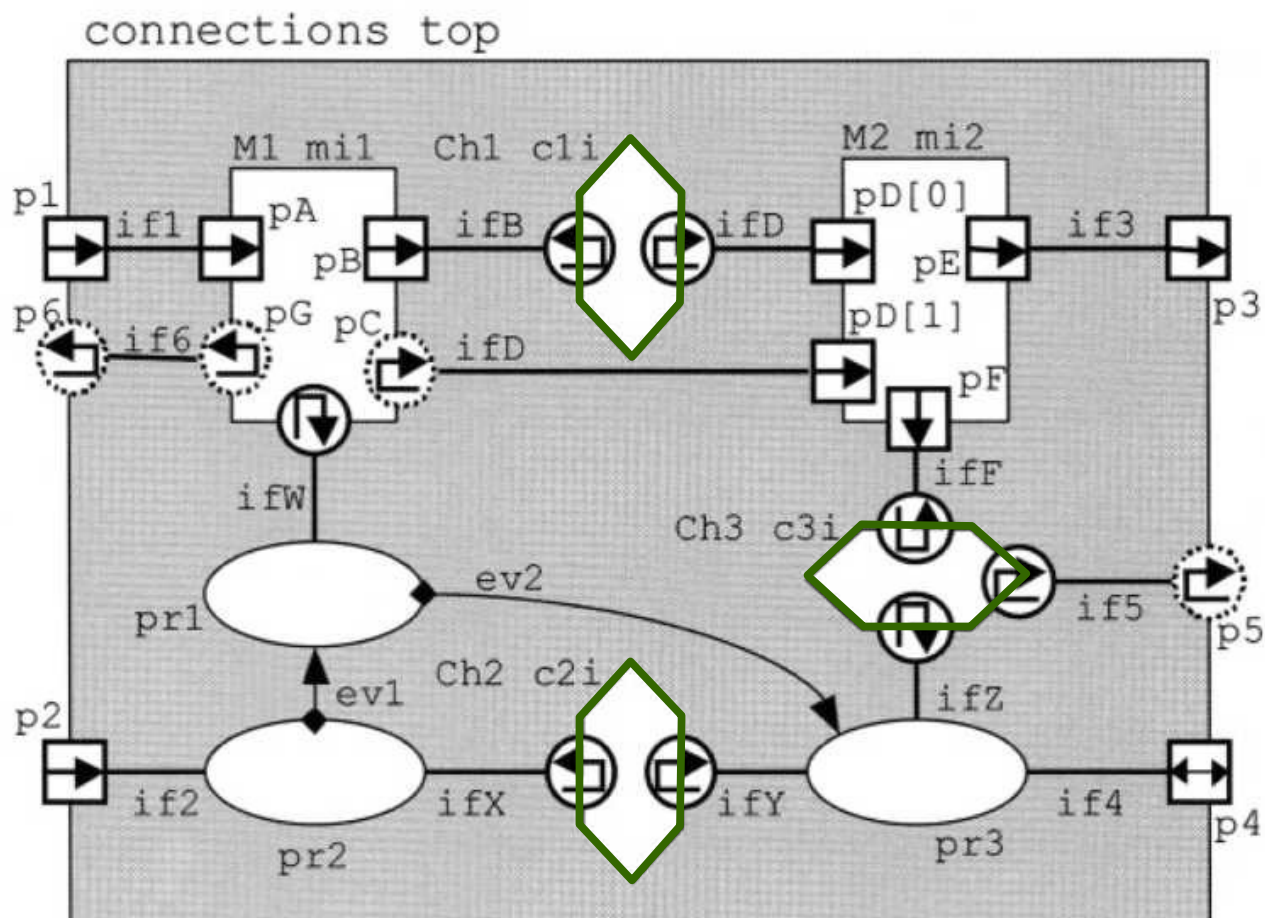 connections top
M1 mi1
Ch1 c1i
M2 mi2
p1
if1
pA
pB
ifB
ifD
pD[0]
pE
if3
p3
p6
if6
pG
pC
ifD
pD[1]
pF
ifW
ifF
Ch3 c3i
pr1
ev2
if5
p5
ev1
Ch2 c2i
ifZ
p2
if2
pr2
ifX
ifY
pr3
if4
p4